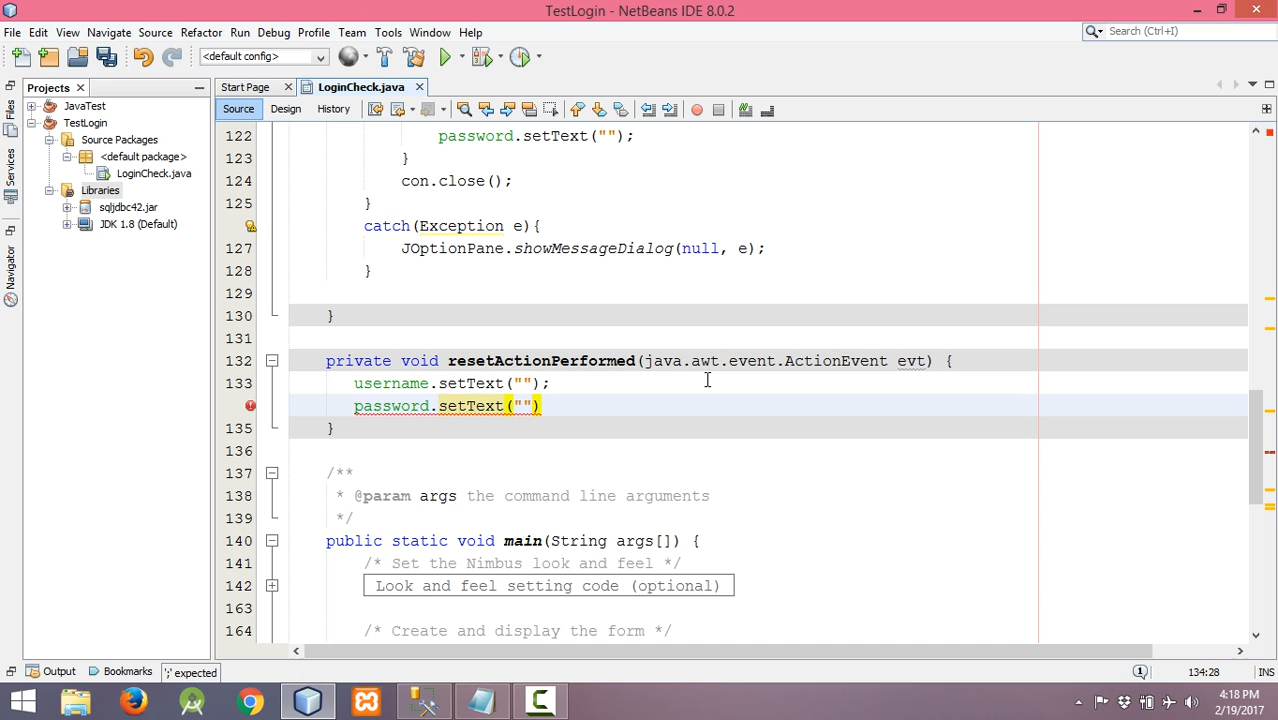 TestLogin - NetBeans IDE 8.0.2
File Edit View Navigate Source Refactor Run Debug Profile Team Tools Window Help
<default config>
Search (Ctrl+I)
Projects
Start Page
LoginCheck.java
Source Design History
Files
Services
Navigator
JavaTest
TestLogin
Source Packages
<default package>
LoginCheck.java
Libraries
sqljdbc42.jar
JDK 1.8 (Default)
122 password.setText("");
123 }
124 con.close();
125 }
catch(Exception e){
127 JOptionPane.showMessageDialog(null, e);
128 }
129
130 }
131
132 private void resetActionPerformed(java.awt.event.ActionEvent evt) {
133 username.setText("");
password.setText("")
135 }
136
137 /**
138 * @param args the command line arguments
139 */
140 public static void main(String args[]) {
141 /* Set the Nimbus look and feel */
142 Look and feel setting code (optional)
163
164 /* Create and display the form */
Output Bookmarks ';' expected
134:28 INS
4:18 PM
2/19/2017